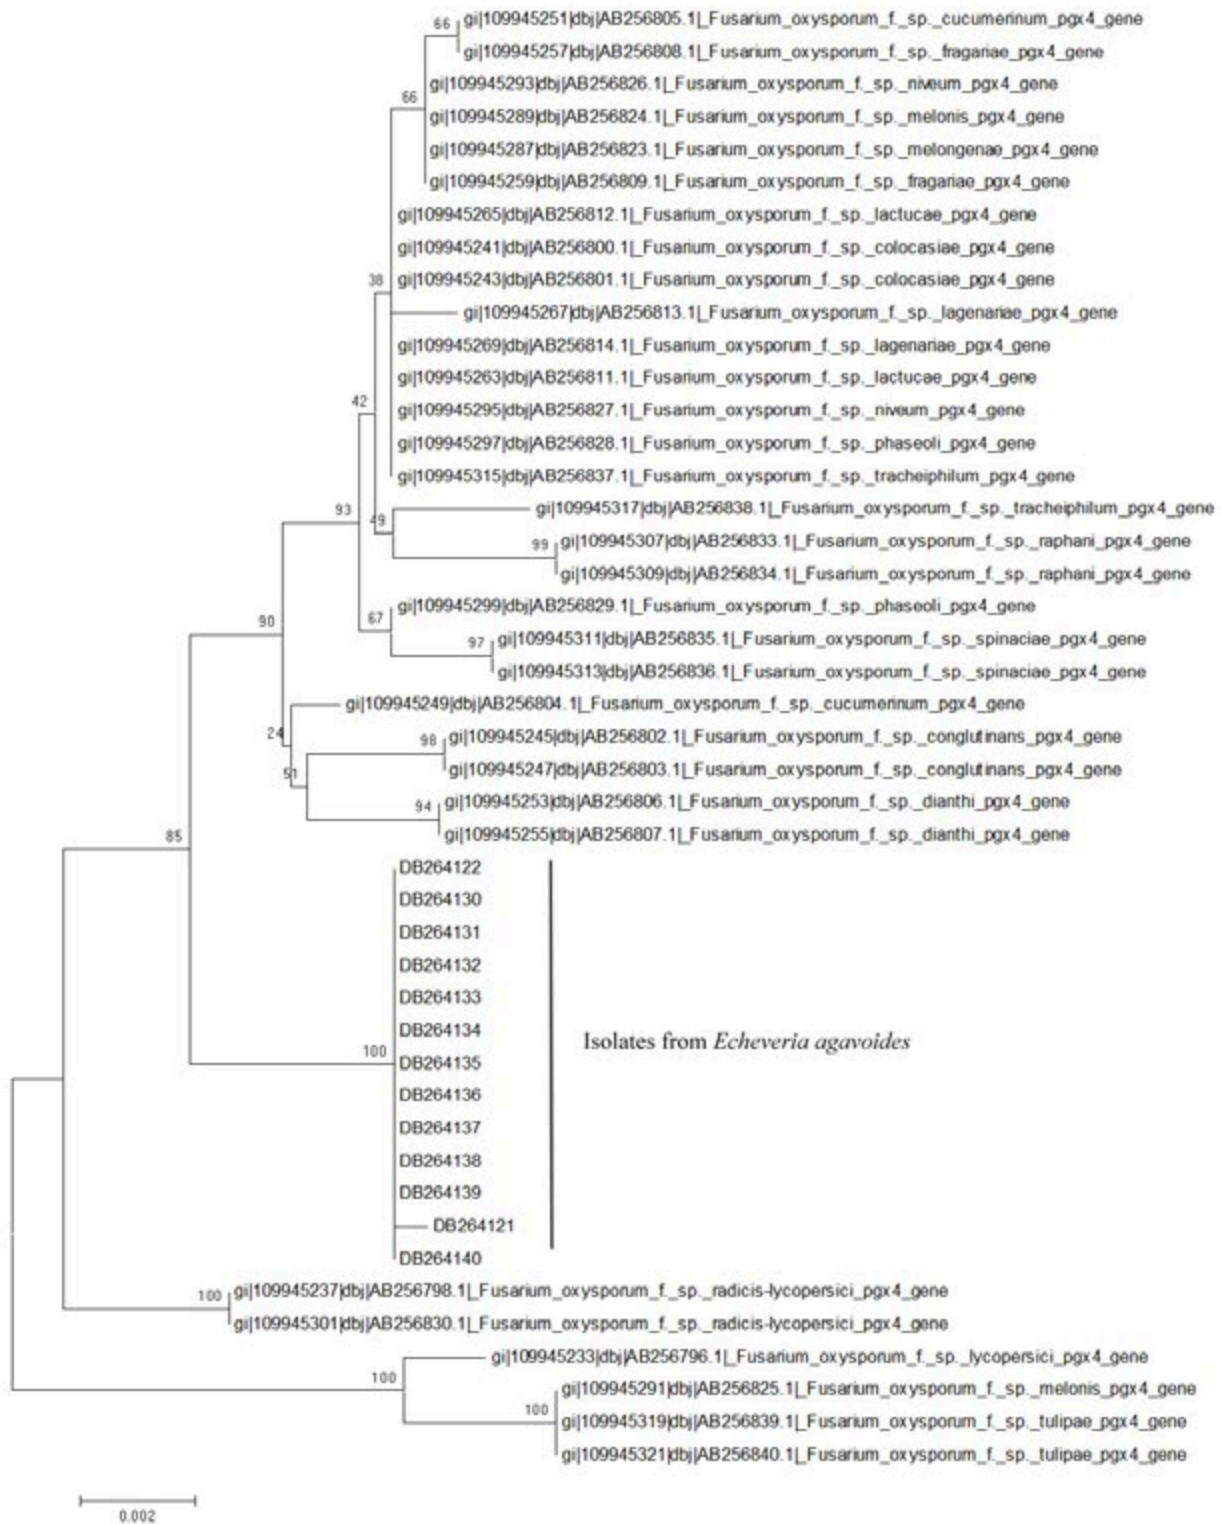 66
gi|109945251|dbj|AB256805.1|_Fusarium_oxysporum_f._sp._cucumerinum_pgx4_gene
gi|109945257|dbj|AB256808.1|_Fusarium_oxysporum_f._sp._fragariae_pgx4_gene
66
gi|109945293|dbj|AB256826.1|_Fusarium_oxysporum_f._sp._niveum_pgx4_gene
gi|109945289|dbj|AB256824.1|_Fusarium_oxysporum_f._sp._melonis_pgx4_gene
gi|109945287|dbj|AB256823.1|_Fusarium_oxysporum_f._sp._melongenae_pgx4_gene
gi|109945259|dbj|AB256809.1|_Fusarium_oxysporum_f._sp._fragariae_pgx4_gene
gi|109945265|dbj|AB256812.1|_Fusarium_oxysporum_f._sp._lactucae_pgx4_gene
gi|109945241|dbj|AB256800.1|_Fusarium_oxysporum_f._sp._colocasiae_pgx4_gene
38
gi|109945243|dbj|AB256801.1|_Fusarium_oxysporum_f._sp._colocasiae_pgx4_gene
gi|109945267|dbj|AB256813.1|_Fusarium_oxysporum_f._sp._lagenariae_pgx4_gene
gi|109945269|dbj|AB256814.1|_Fusarium_oxysporum_f._sp._lagenariae_pgx4_gene
gi|109945263|dbj|AB256811.1|_Fusarium_oxysporum_f._sp._lactucae_pgx4_gene
42
gi|109945295|dbj|AB256827.1|_Fusarium_oxysporum_f._sp._niveum_pgx4_gene
gi|109945297|dbj|AB256828.1|_Fusarium_oxysporum_f._sp._phaseoli_pgx4_gene
gi|109945315|dbj|AB256837.1|_Fusarium_oxysporum_f._sp._tracheiphilum_pgx4_gene
93
49
gi|109945317|dbj|AB256838.1|_Fusarium_oxysporum_f._sp._tracheiphilum_pgx4_gene
99
gi|109945307|dbj|AB256833.1|_Fusarium_oxysporum_f._sp._raphani_pgx4_gene
gi|109945309|dbj|AB256834.1|_Fusarium_oxysporum_f._sp._raphani_pgx4_gene
90
67
gi|109945299|dbj|AB256829.1|_Fusarium_oxysporum_f._sp._phaseoli_pgx4_gene
97
gi|109945311|dbj|AB256835.1|_Fusarium_oxysporum_f._sp._spinaciae_pgx4_gene
gi|109945313|dbj|AB256836.1|_Fusarium_oxysporum_f._sp._spinaciae_pgx4_gene
gi|109945249|dbj|AB256804.1|_Fusarium_oxysporum_f._sp._cucumerinum_pgx4_gene
24
98
gi|109945245|dbj|AB256802.1|_Fusarium_oxysporum_f._sp._conglutinans_pgx4_gene
51
gi|109945247|dbj|AB256803.1|_Fusarium_oxysporum_f._sp._conglutinans_pgx4_gene
94
gi|109945253|dbj|AB256806.1|_Fusarium_oxysporum_f._sp._dianthi_pgx4_gene
gi|109945255|dbj|AB256807.1|_Fusarium_oxysporum_f._sp._dianthi_pgx4_gene
85
DB264122
DB264130
DB264131
DB264132
DB264133
DB264134
Isolates from Echeveria agavoides
100
DB264135
DB264136
DB264137
DB264138
DB264139
DB264121
DB264140
100
gi|109945237|dbj|AB256798.1|_Fusarium_oxysporum_f._sp._radicis-lycopersici_pgx4_gene
gi|109945301|dbj|AB256830.1|_Fusarium_oxysporum_f._sp._radicis-lycopersici_pgx4_gene
gi|109945233|dbj|AB256796.1|_Fusarium_oxysporum_f._sp._lycopersici_pgx4_gene
100
gi|109945291|dbj|AB256825.1|_Fusarium_oxysporum_f._sp._melonis_pgx4_gene
100
gi|109945319|dbj|AB256839.1|_Fusarium_oxysporum_f._sp._tulipae_pgx4_gene
gi|109945321|dbj|AB256840.1|_Fusarium_oxysporum_f._sp._tulipae_pgx4_gene
0.002